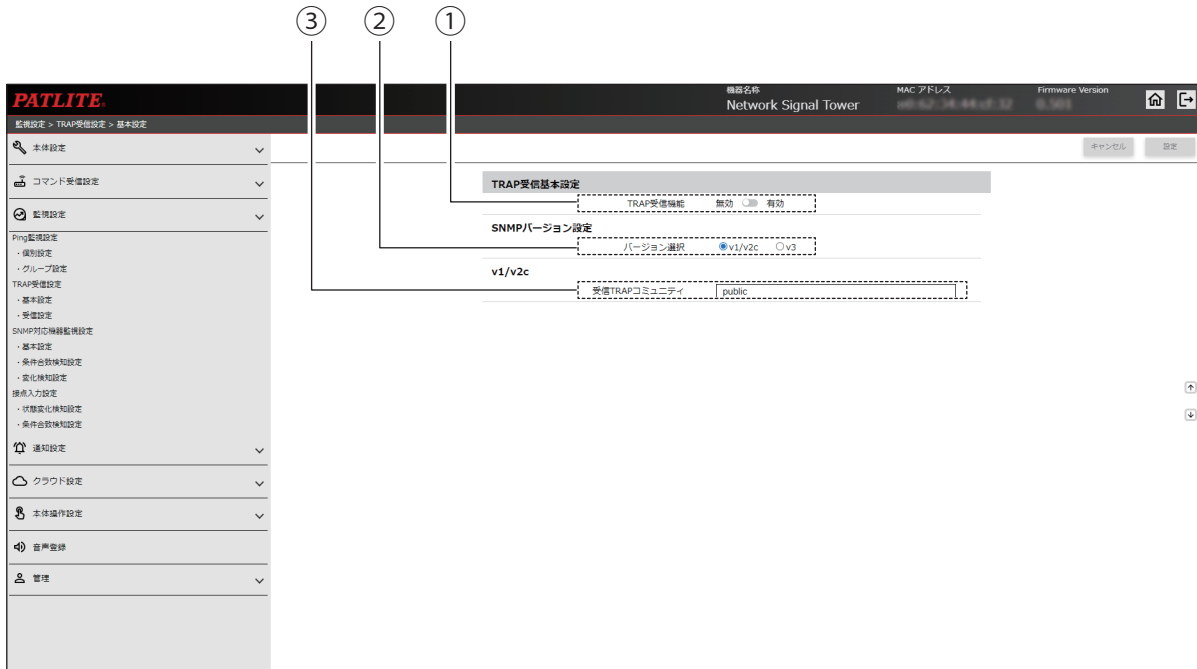 ③ ② ①
PATLITE®
機器名称
Network Signal Tower
MAC アドレス
Firmware Version
0.501
監視設定 > TRAP受信設定 > 基本設定
キャンセル
設定
本体設定
コマンド受信設定
監視設定
Ping監視設定
・個別設定
・グループ設定
TRAP受信設定
・基本設定
・受信設定
SNMP対応機器監視設定
・基本設定
・条件合致検知設定
・変化検知設定
接点入力設定
・状態変化検知設定
・条件合致検知設定
通知設定
クラウド設定
本体操作設定
音声登録
管理
TRAP受信基本設定
TRAP受信機能 無効 有効
SNMPバージョン設定
バージョン選択 v1/v2c v3
v1/v2c
受信TRAPコミュニティ public